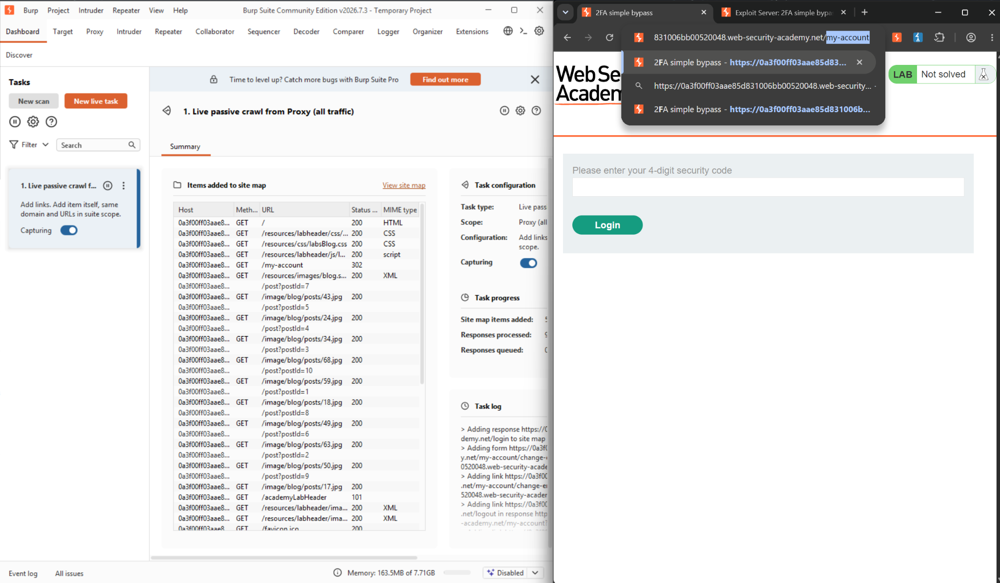 Burp Project Intruder Repeater View Help Burp Suite Community Edition v2026.7.3 - Temporary Project
Dashboard Target Proxy Intruder Repeater Collaborator Sequencer Decoder Comparer Logger Organizer Extensions
Discover
Tasks
New scan New live task
Filter Search
1. Live passive crawl f...
Add links. Add item itself, same
domain and URLs in suite scope.
Capturing
Time to level up? Catch more bugs with Burp Suite Pro Find out more
1. Live passive crawl from Proxy (all traffic)
Summary
Items added to site map View site map
Host Meth... URL Status ... MIME type
0a3f00ff03aae8... GET / 200 HTML
0a3f00ff03aae8... GET /resources/labheader/css/... 200 CSS
0a3f00ff03aae8... GET /resources/css/labsBlog.css 200 CSS
0a3f00ff03aae8... GET /resources/labheader/js/l... 200 script
0a3f00ff03aae8... GET /my-account 302
0a3f00ff03aae8... GET /resources/images/blog.s... 200 XML
0a3f00ff03aae8... /post?postId=7
0a3f00ff03aae8... GET /image/blog/posts/43.jpg 200
0a3f00ff03aae8... /post?postId=5
0a3f00ff03aae8... GET /image/blog/posts/24.jpg 200
0a3f00ff03aae8... /post?postId=4
0a3f00ff03aae8... GET /image/blog/posts/34.jpg 200
0a3f00ff03aae8... /post?postId=3
0a3f00ff03aae8... GET /image/blog/posts/68.jpg 200
0a3f00ff03aae8... /post?postId=10
0a3f00ff03aae8... GET /image/blog/posts/59.jpg 200
0a3f00ff03aae8... /post?postId=1
0a3f00ff03aae8... GET /image/blog/posts/18.jpg 200
0a3f00ff03aae8... /post?postId=8
0a3f00ff03aae8... GET /image/blog/posts/49.jpg 200
0a3f00ff03aae8... /post?postId=6
0a3f00ff03aae8... GET /image/blog/posts/63.jpg 200
0a3f00ff03aae8... /post?postId=2
0a3f00ff03aae8... GET /image/blog/posts/50.jpg 200
0a3f00ff03aae8... /post?postId=9
0a3f00ff03aae8... GET /image/blog/posts/17.jpg 200
0a3f00ff03aae8... GET /academyLabHeader 101
0a3f00ff03aae8... GET /resources/labheader/ima... 200 XML
0a3f00ff03aae8... GET /resources/labheader/ima... 200 XML
0a3f00ff03aae8 GET /favicon.ico 200
Task configuration
Task type: Live pass
Scope: Proxy (all
Configuration: Add links
scope.
Capturing
Task progress
Site map items added:
Responses processed:
Responses queued:
Task log
> Adding response https://0
demy.net/login to site map
> Adding form https://0a3f0
y.net/my-account/change-
0520048.web-security-acade
> Adding link https://0a3f00
.net/my-account/change-e
520048.web-security-acader
> Adding link https://0a3f00
.net/logout in response http
-academy.net/my-account?
Event log All issues Memory: 163.5MB of 7.71GB Disabled
2FA simple bypass Exploit Server: 2FA simple bypa
831006bb00520048.web-security-academy.net/my-account
2FA simple bypass - https://0a3f00ff03aae85d83...
https://0a3f00ff03aae85d831006bb00520048.web-security... -
2FA simple bypass - https://0a3f00ff03aae85d831006b...
Web Se
Academ
LAB Not solved
Please enter your 4-digit security code
Login